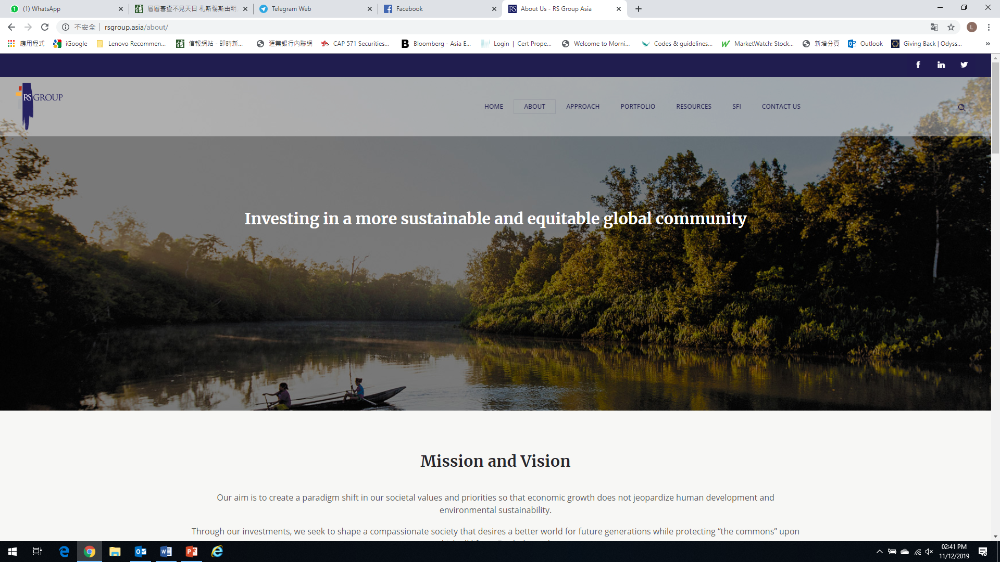 (1) WhatsApp
層層審查不見天日 札斯惕斯由明
Telegram Web
Facebook
About Us - RS Group Asia
不安全
rsgroup.asia/about/
L
應用程式
iGoogle
Lenovo Recommen...
信報網站 - 即時新...
滙業銀行內聯網
CAP 571 Securities...
Bloomberg - Asia E...
Login | Cert Prope...
Welcome to Morni...
Codes & guidelines...
MarketWatch: Stock...
新增分頁
Outlook
Giving Back | Odyss...
RS GROUP
HOME
ABOUT
APPROACH
PORTFOLIO
RESOURCES
SFI
CONTACT US
Investing in a more sustainable and equitable global community
Mission and Vision
Our aim is to create a paradigm shift in our societal values and priorities so that economic growth does not jeopardize human development and
environmental sustainability.
Through our investments, we seek to shape a compassionate society that desires a better world for future generations while protecting “the commons” upon
02:41 PM
11/12/2019